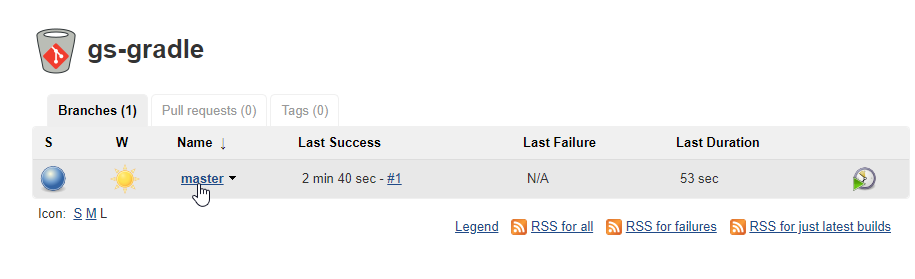 gs-gradle
Branches (1) Pull requests (0) Tags (0)
S W Name ↓ Last Success Last Failure Last Duration
master 2 min 40 sec - #1 N/A 53 sec
Icon: S M L
Legend RSS for all RSS for failures RSS for just latest builds